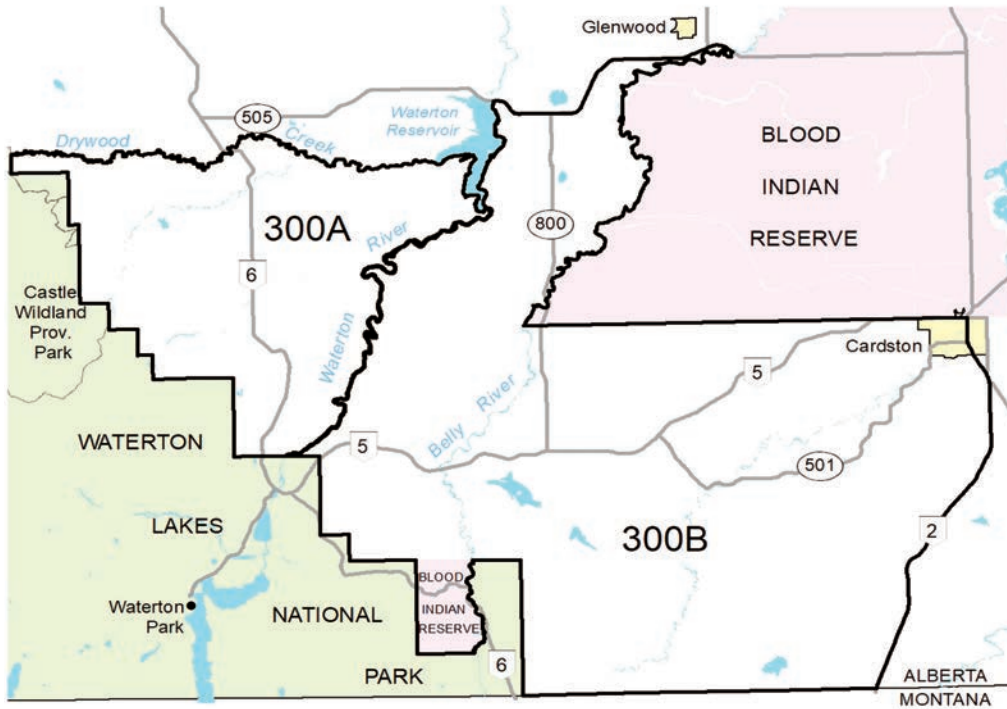 Glenwood
Waterton
Reservoir
505
Drywood
Creek
BLOOD
INDIAN
RESERVE
300A
River
800
6
Castle
Wildland
Prov.
Park
Waterton
Cardston
5
Belly River
WATERTON
5
501
LAKES
300B
2
BLOOD
INDIAN
RESERVE
Waterton
Park
NATIONAL
PARK
6
ALBERTA
MONTANA